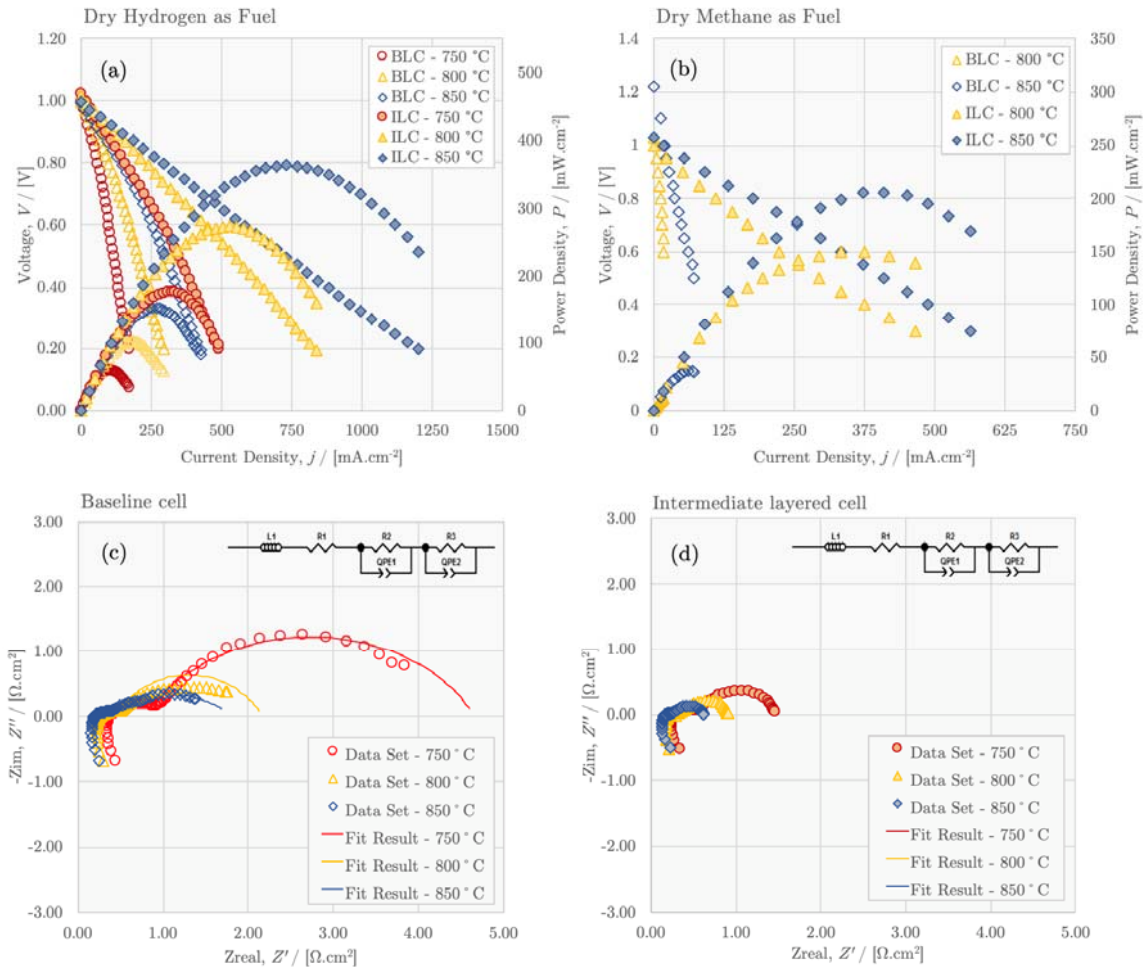 Dry Hydrogen as Fuel
(a)
1.20
1.00
0.80
0.60
0.40
0.20
0.00
Voltage, V / [V]
500
400
300
200
100
0
Power Density, P / [mW.cm⁻²]
BLC - 750 °C
BLC - 800 °C
BLC - 850 °C
ILC - 750 °C
ILC - 800 °C
ILC - 850 °C
0 250 500 750 1000 1250 1500
Current Density, j / [mA.cm⁻²]
Dry Methane as Fuel
(b)
1.4
1.2
1
0.8
0.6
0.4
0.2
0
Voltage, V / [V]
350
300
250
200
150
100
50
0
Power Density, P / [mW.cm⁻²]
BLC - 800 °C
BLC - 850 °C
ILC - 800 °C
ILC - 850 °C
0 125 250 375 500 625 750
Current Density, j / [mA.cm⁻²]
Baseline cell
(c)
L1 R1 R2 R3
QPE1 QPE2
3.00
2.00
1.00
0.00
-1.00
-2.00
-3.00
-Zim, Z'' / [Ω.cm²]
Data Set - 750 °C
Data Set - 800 °C
Data Set - 850 °C
Fit Result - 750 °C
Fit Result - 800 °C
Fit Result - 850 °C
0.00 1.00 2.00 3.00 4.00 5.00
Zreal, Z' / [Ω.cm²]
Intermediate layered cell
(d)
L1 R1 R2 R3
QPE1 QPE2
3.00
2.00
1.00
0.00
-1.00
-2.00
-3.00
-Zim, Z'' / [Ω.cm²]
Data Set - 750 °C
Data Set - 800 °C
Data Set - 850 °C
Fit Result - 750 °C
Fit Result - 800 °C
Fit Result - 850 °C
0.00 1.00 2.00 3.00 4.00 5.00
Zreal, Z' / [Ω.cm²]